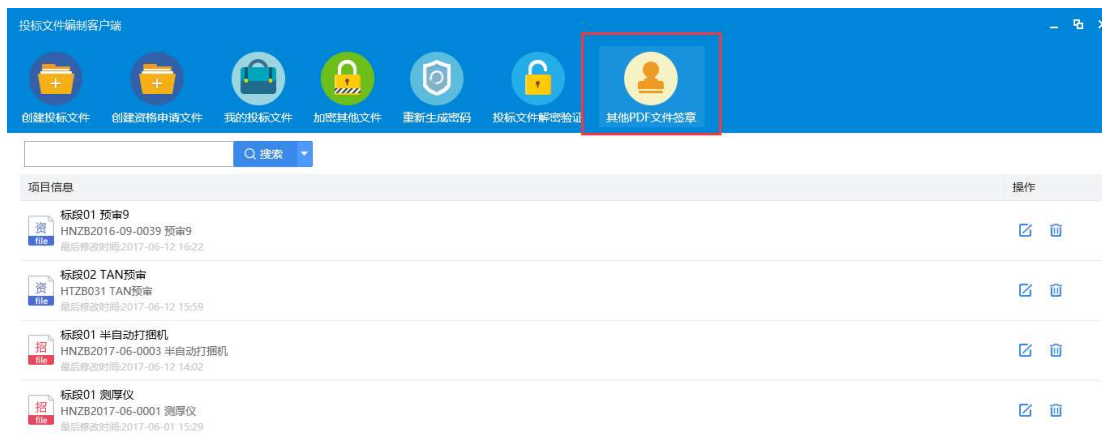 投标文件编制客户端
创建投标文件 创建资格申请文件 我的投标文件 加密其他文件 重新生成密码 投标文件解密验证 其他PDF文件签章
搜索
项目信息 操作
标段01 预审9
资 file
HNZB2016-09-0039 预审9
最后修改时间:2017-06-12 16:22
标段02 TAN预审
资 file
HTZB031 TAN预审
最后修改时间:2017-06-12 15:59
标段01 半自动打捆机
招 file
HNZB2017-06-0003 半自动打捆机
最后修改时间:2017-06-12 14:02
标段01 测厚仪
招 file
HNZB2017-06-0001 测厚仪
最后修改时间:2017-06-01 15:29